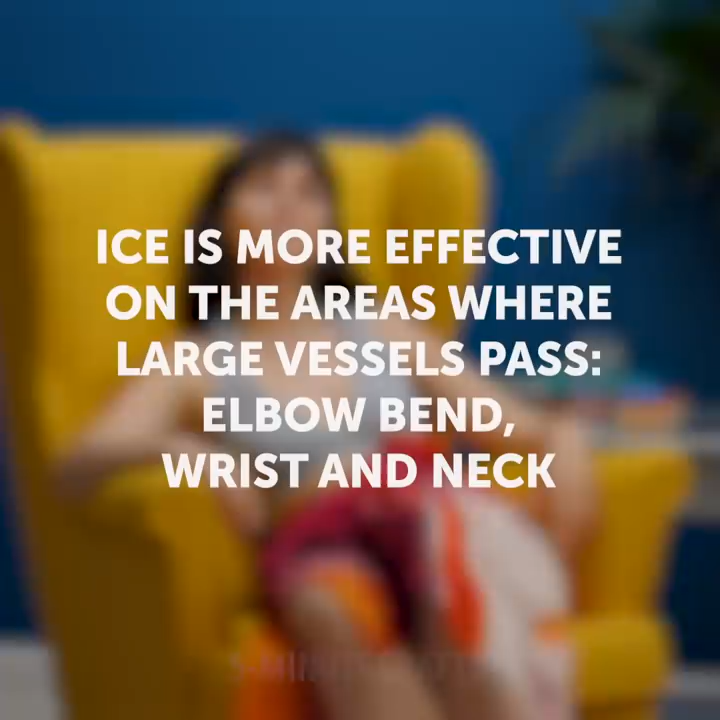 ICE IS MORE EFFECTIVE
ON THE AREAS WHERE
LARGE VESSELS PASS:
ELBOW BEND,
WRIST AND NECK